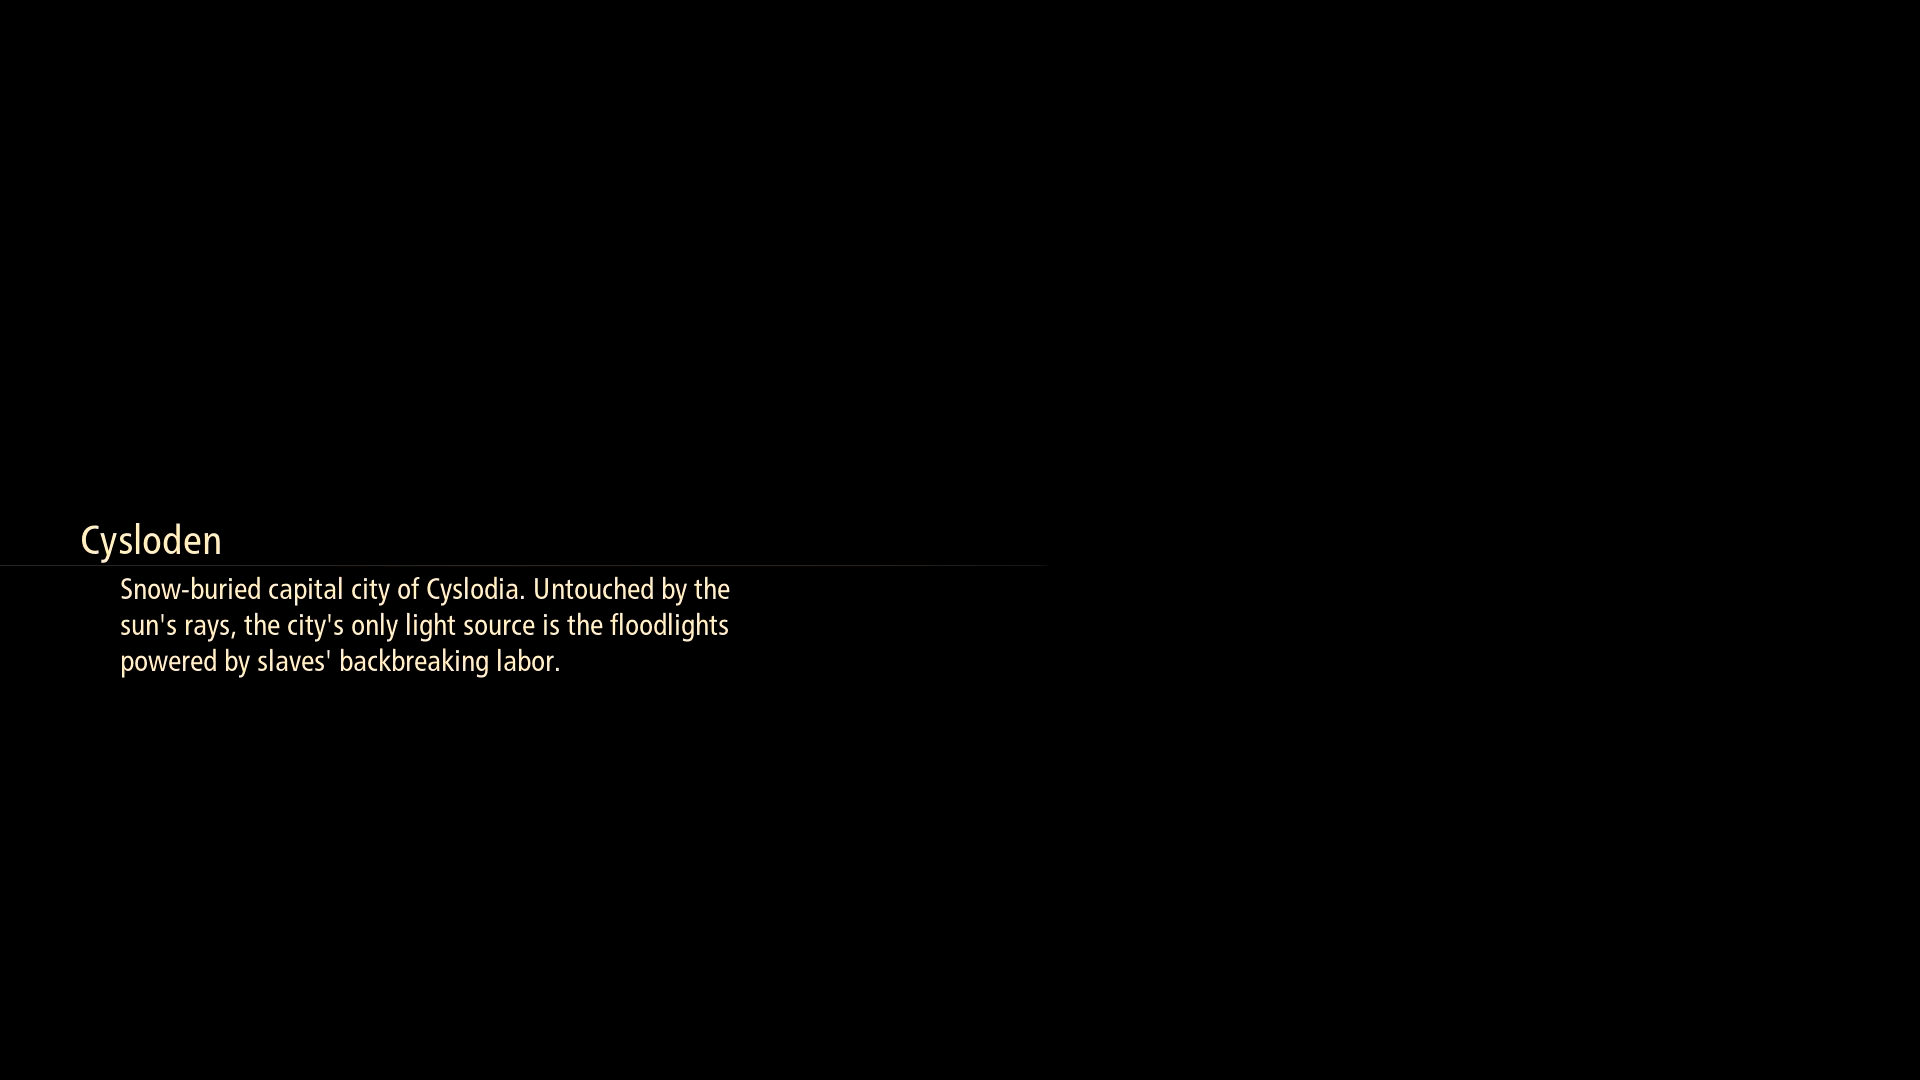 Cysloden
Snow-buried capital city of Cyslodia. Untouched by the
sun's rays, the city's only light source is the floodlights
powered by slaves' backbreaking labor.